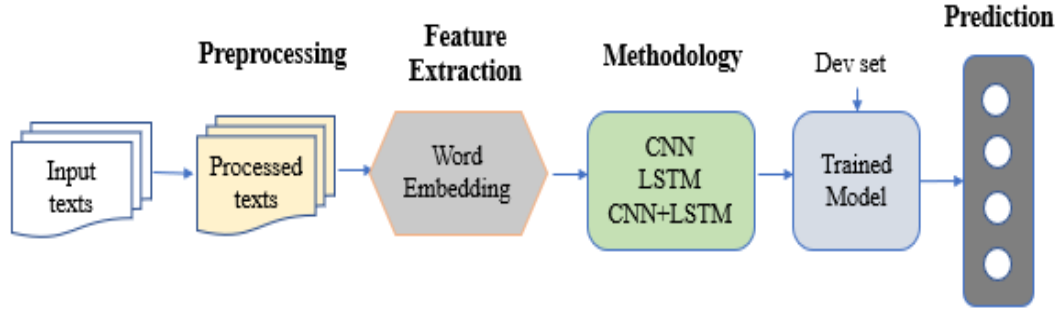 Prediction
Preprocessing
Feature
Extraction
Methodology
Dev set
Input
texts
Processed
texts
Word
Embedding
CNN
LSTM
CNN+LSTM
Trained
Model